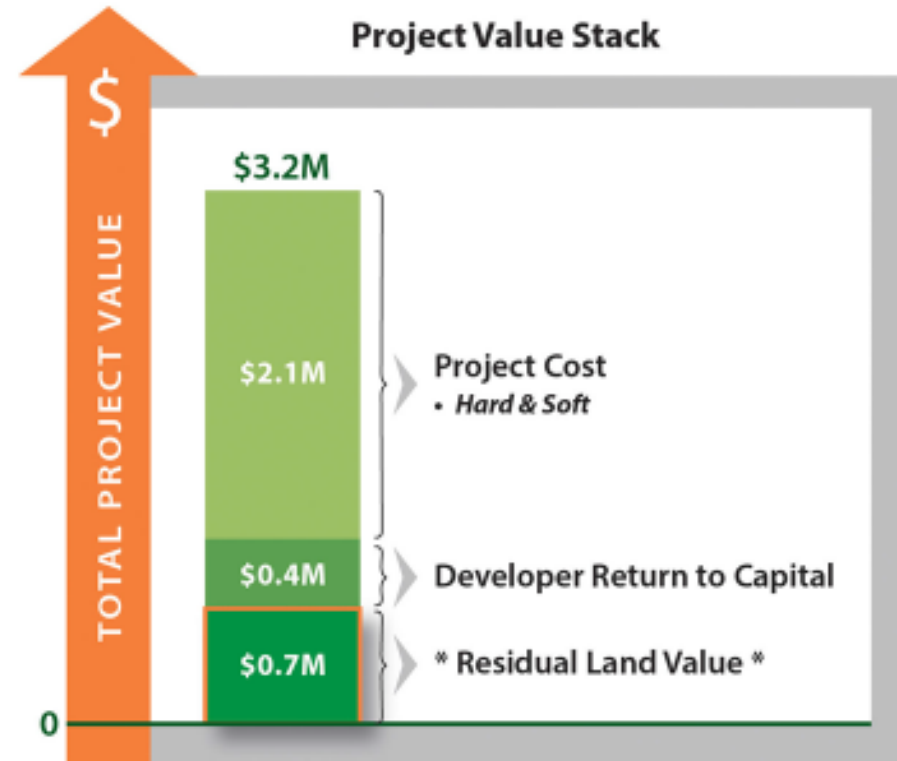 Project Value Stack
$
TOTAL PROJECT VALUE
$3.2M
$2.1M
Project Cost
• Hard & Soft
$0.4M
Developer Return to Capital
$0.7M
* Residual Land Value *
0